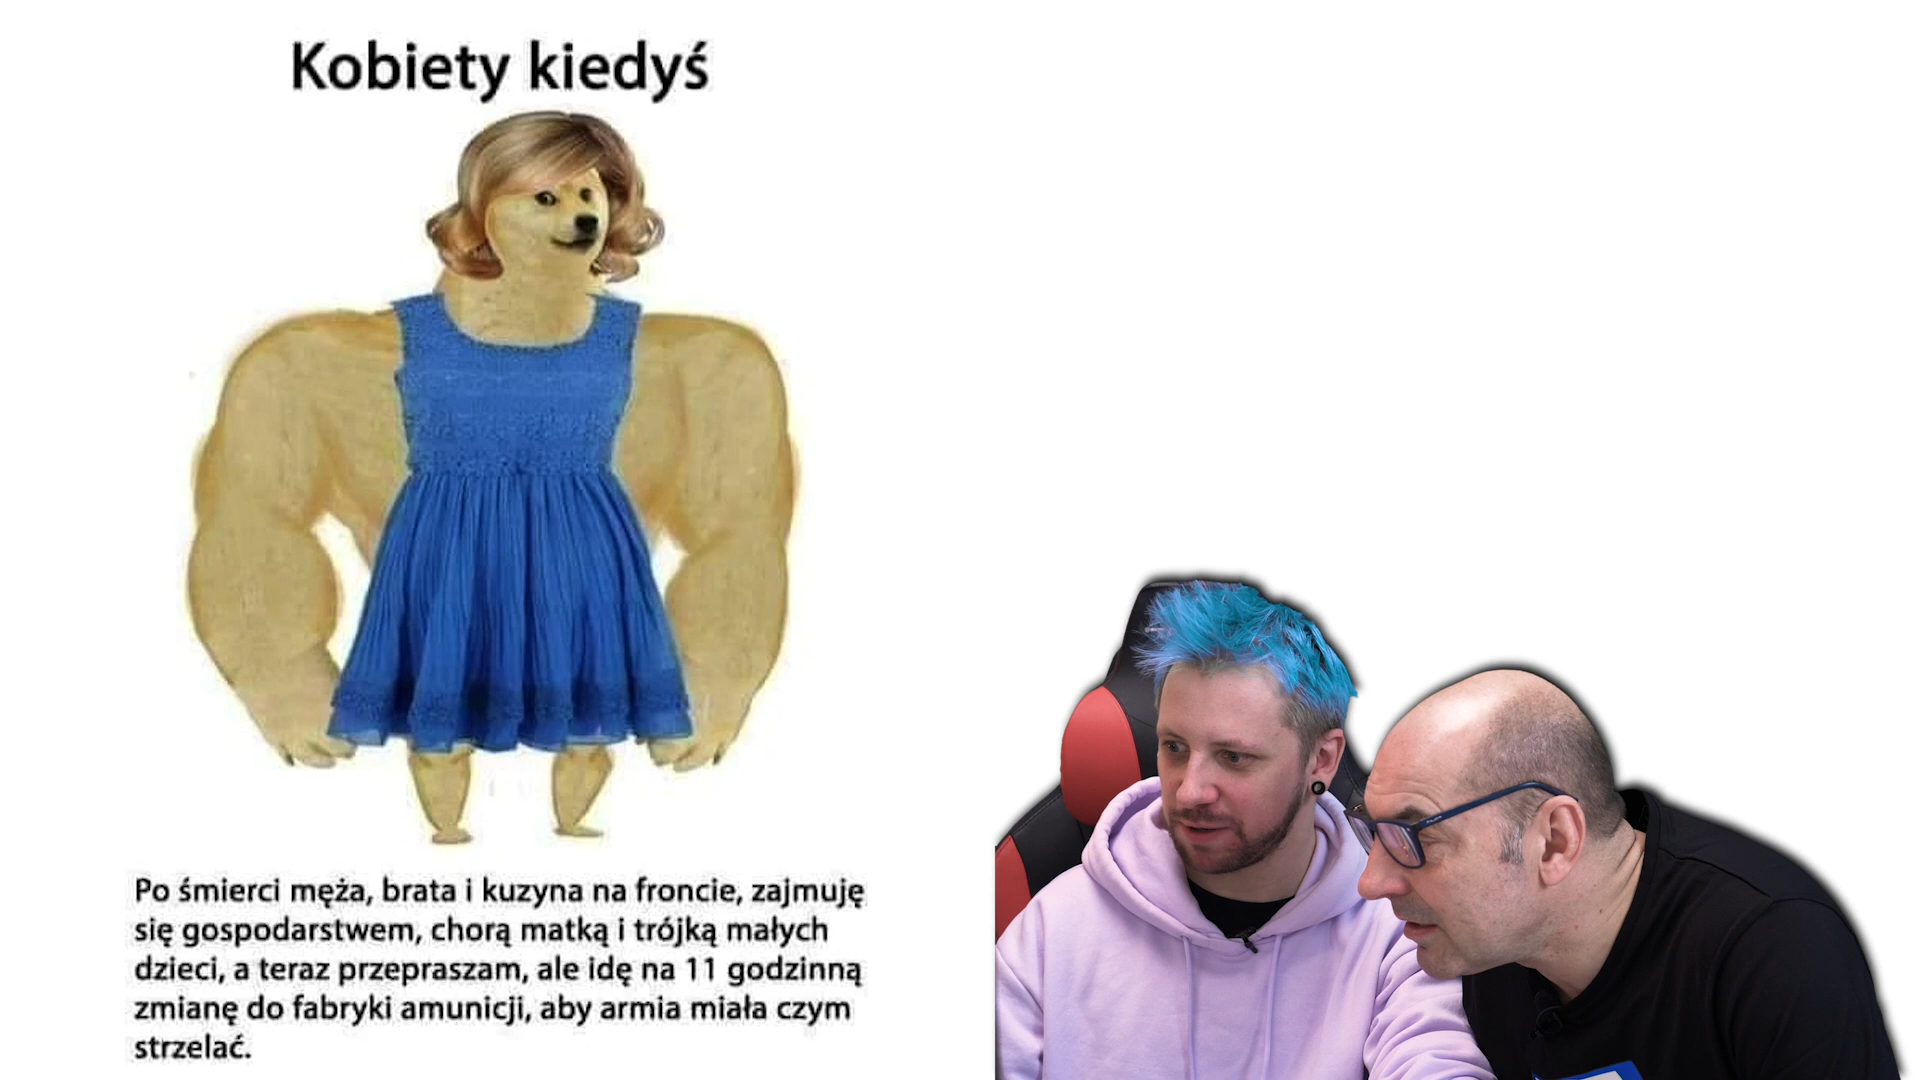 Kobiety kiedyś
Po śmierci męża, brata i kuzyna na froncie, zajmuję
się gospodarstwem, chorą matką i trójką małych
dzieci, a teraz przepraszam, ale idę na 11 godzinną
zmianę do fabryki amunicji, aby armia miała czym
strzelać.